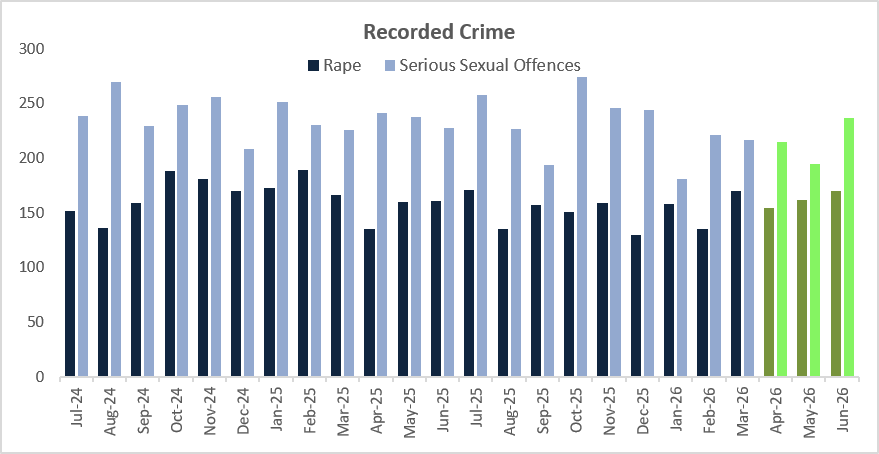 Recorded Crime
Rape Serious Sexual Offences
300
250
200
150
100
50
0
Jul-24
Aug-24
Sep-24
Oct-24
Nov-24
Dec-24
Jan-25
Feb-25
Mar-25
Apr-25
May-25
Jun-25
Jul-25
Aug-25
Sep-25
Oct-25
Nov-25
Dec-25
Jan-26
Feb-26
Mar-26
Apr-26
May-26
Jun-26